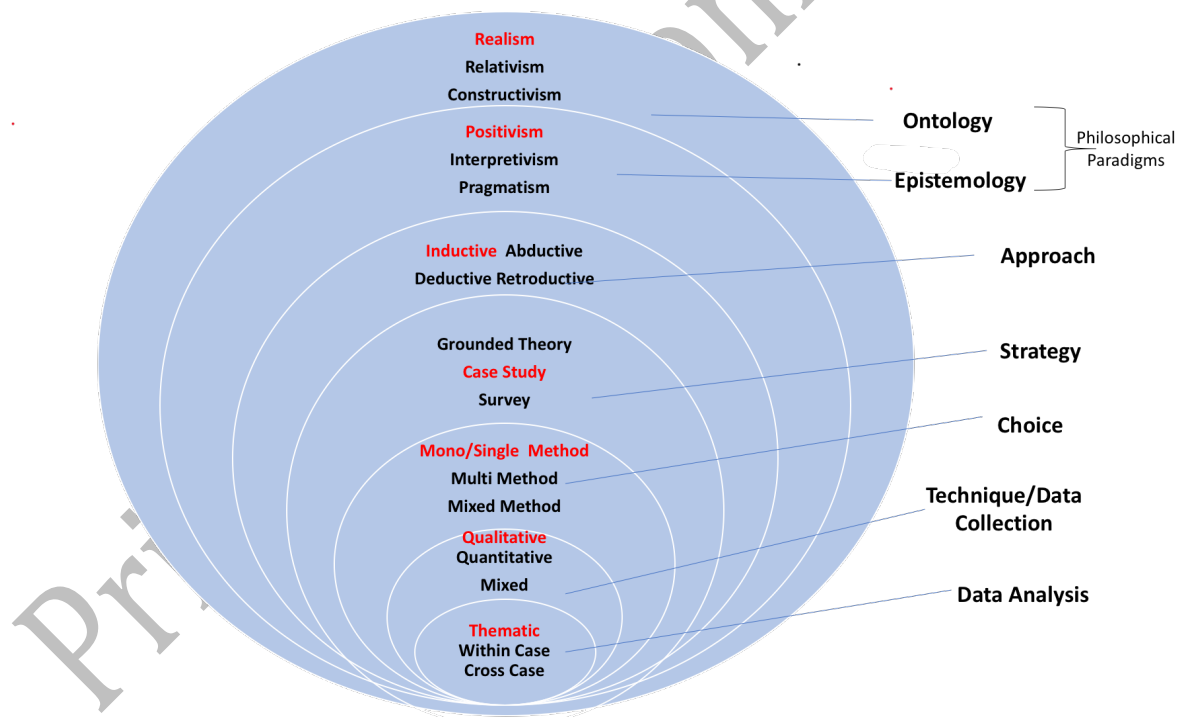 Realism
Relativism
Constructivism
Positivism
Interpretivism
Pragmatism
Inductive Abductive
Deductive Retroductive
Grounded Theory
Case Study
Survey
Mono/Single Method
Multi Method
Mixed Method
Qualitative
Quantitative
Mixed
Thematic
Within Case
Cross Case
Ontology
Epistemology
Philosophical
Paradigms
Approach
Strategy
Choice
Technique/Data
Collection
Data Analysis